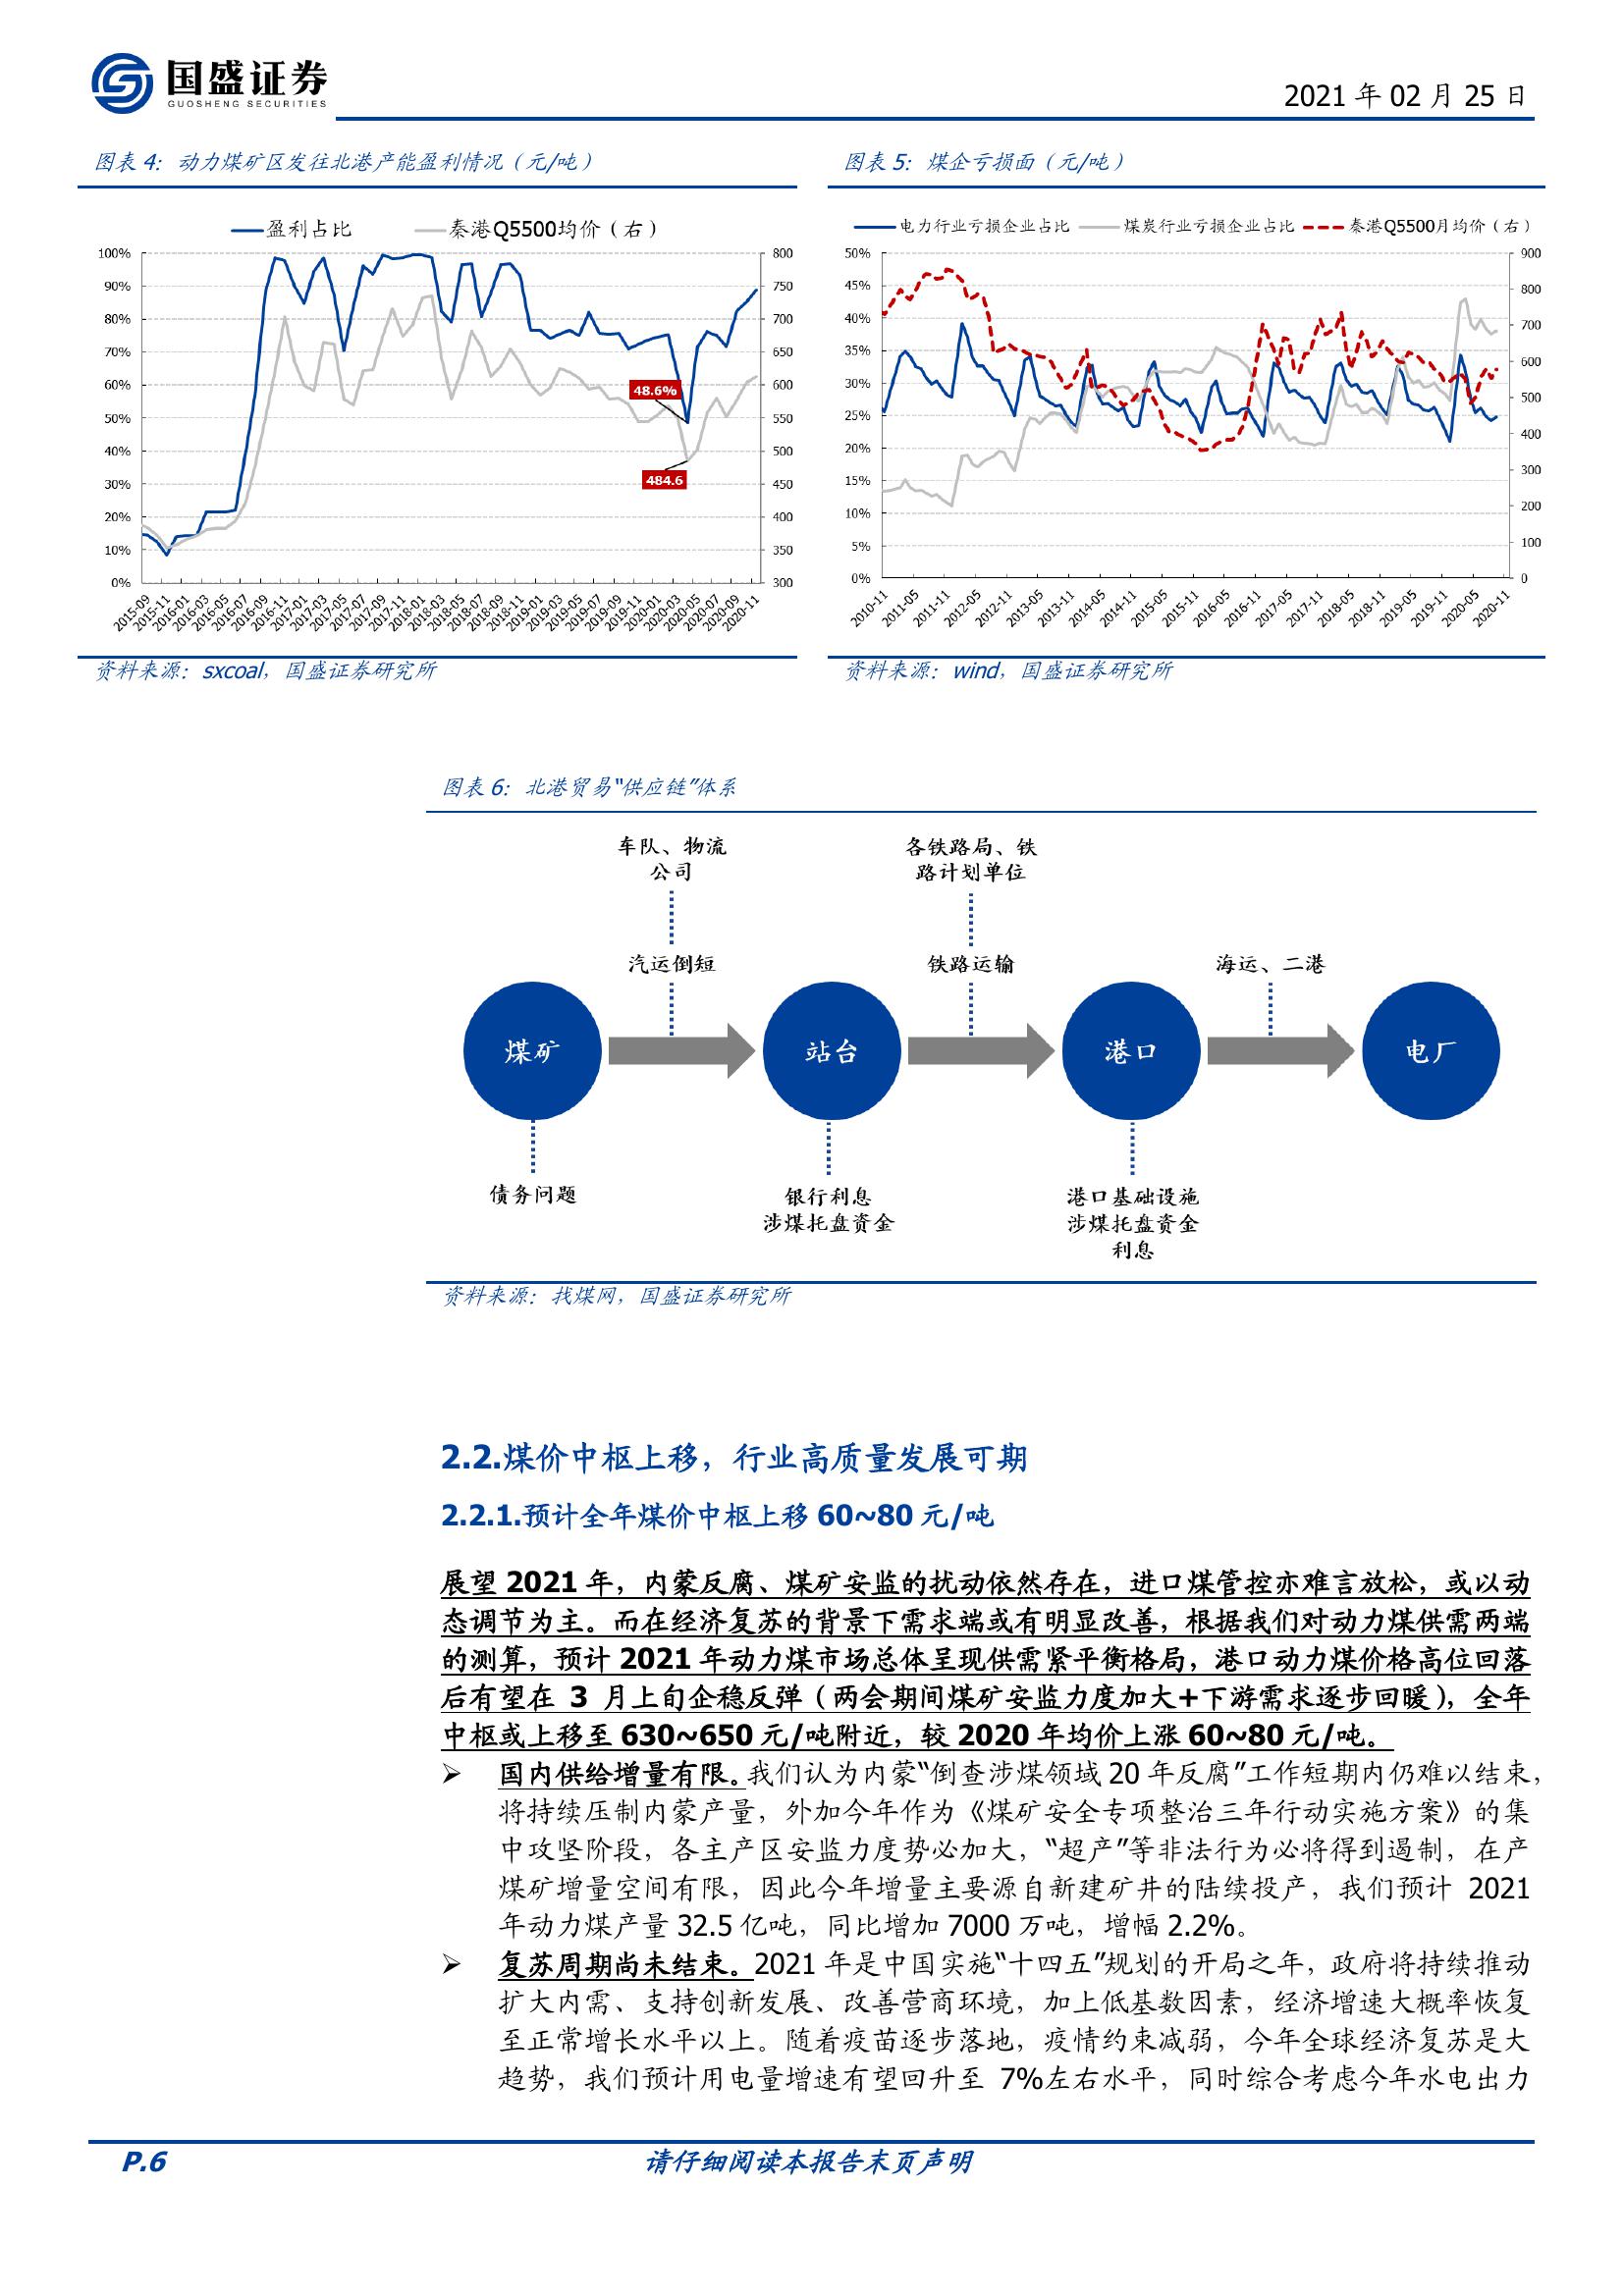 国盛证券
GUOSHENG SECURITIES
2021 年 02 月 25 日
图表 4：动力煤矿区发往北港产能盈利情况（元/吨）
盈利占比 秦港Q5500均价（右）
100%
90%
80%
70%
60%
50%
40%
30%
20%
10%
0%
800
750
700
650
600
550
500
450
400
350
300
48.6%
484.6
2015-09 2015-11 2016-01 2016-03 2016-05 2016-07 2016-09 2016-11 2017-01 2017-03 2017-05 2017-07 2017-09 2017-11 2018-01 2018-03 2018-05 2018-07 2018-09 2018-11 2019-01 2019-03 2019-05 2019-07 2019-09 2019-11 2020-01 2020-03 2020-05 2020-07 2020-09 2020-11
资料来源：sxcoal，国盛证券研究所
图表 5：煤企亏损面（元/吨）
电力行业亏损企业占比 煤炭行业亏损企业占比 秦港Q5500月均价（右）
50%
45%
40%
35%
30%
25%
20%
15%
10%
5%
0%
900
800
700
600
500
400
300
200
100
0
2010-11 2011-05 2011-11 2012-05 2012-11 2013-05 2013-11 2014-05 2014-11 2015-05 2015-11 2016-05 2016-11 2017-05 2017-11 2018-05 2018-11 2019-05 2019-11 2020-05 2020-11
资料来源：wind，国盛证券研究所
图表 6：北港贸易“供应链”体系
车队、物流
公司
各铁路局、铁
路计划单位
汽运倒短
铁路运输
海运、二港
煤矿
站台
港口
电厂
债务问题
银行利息
涉煤托盘资金
港口基础设施
涉煤托盘资金
利息
资料来源：找煤网，国盛证券研究所
2.2.煤价中枢上移，行业高质量发展可期
2.2.1.预计全年煤价中枢上移 60~80 元/吨
展望 2021 年，内蒙反腐、煤矿安监的扰动依然存在，进口煤管控亦难言放松，或以动
态调节为主。而在经济复苏的背景下需求端或有明显改善，根据我们对动力煤供需两端
的测算，预计 2021 年动力煤市场总体呈现供需紧平衡格局，港口动力煤价格高位回落
后有望在 3 月上旬企稳反弹（两会期间煤矿安监力度加大+下游需求逐步回暖），全年
中枢或上移至 630~650 元/吨附近，较 2020 年均价上涨 60~80 元/吨。
➢ 国内供给增量有限。我们认为内蒙“倒查涉煤领域 20 年反腐”工作短期内仍难以结束，
将持续压制内蒙产量，外加今年作为《煤矿安全专项整治三年行动实施方案》的集
中攻坚阶段，各主产区安监力度势必加大，“超产”等非法行为必将得到遏制，在产
煤矿增量空间有限，因此今年增量主要源自新建矿井的陆续投产，我们预计 2021
年动力煤产量 32.5 亿吨，同比增加 7000 万吨，增幅 2.2%。
➢ 复苏周期尚未结束。2021 年是中国实施“十四五”规划的开局之年，政府将持续推动
扩大内需、支持创新发展、改善营商环境，加上低基数因素，经济增速大概率恢复
至正常增长水平以上。随着疫苗逐步落地，疫情约束减弱，今年全球经济复苏是大
趋势，我们预计用电量增速有望回升至 7%左右水平，同时综合考虑今年水电出力
P.6
请仔细阅读本报告末页声明